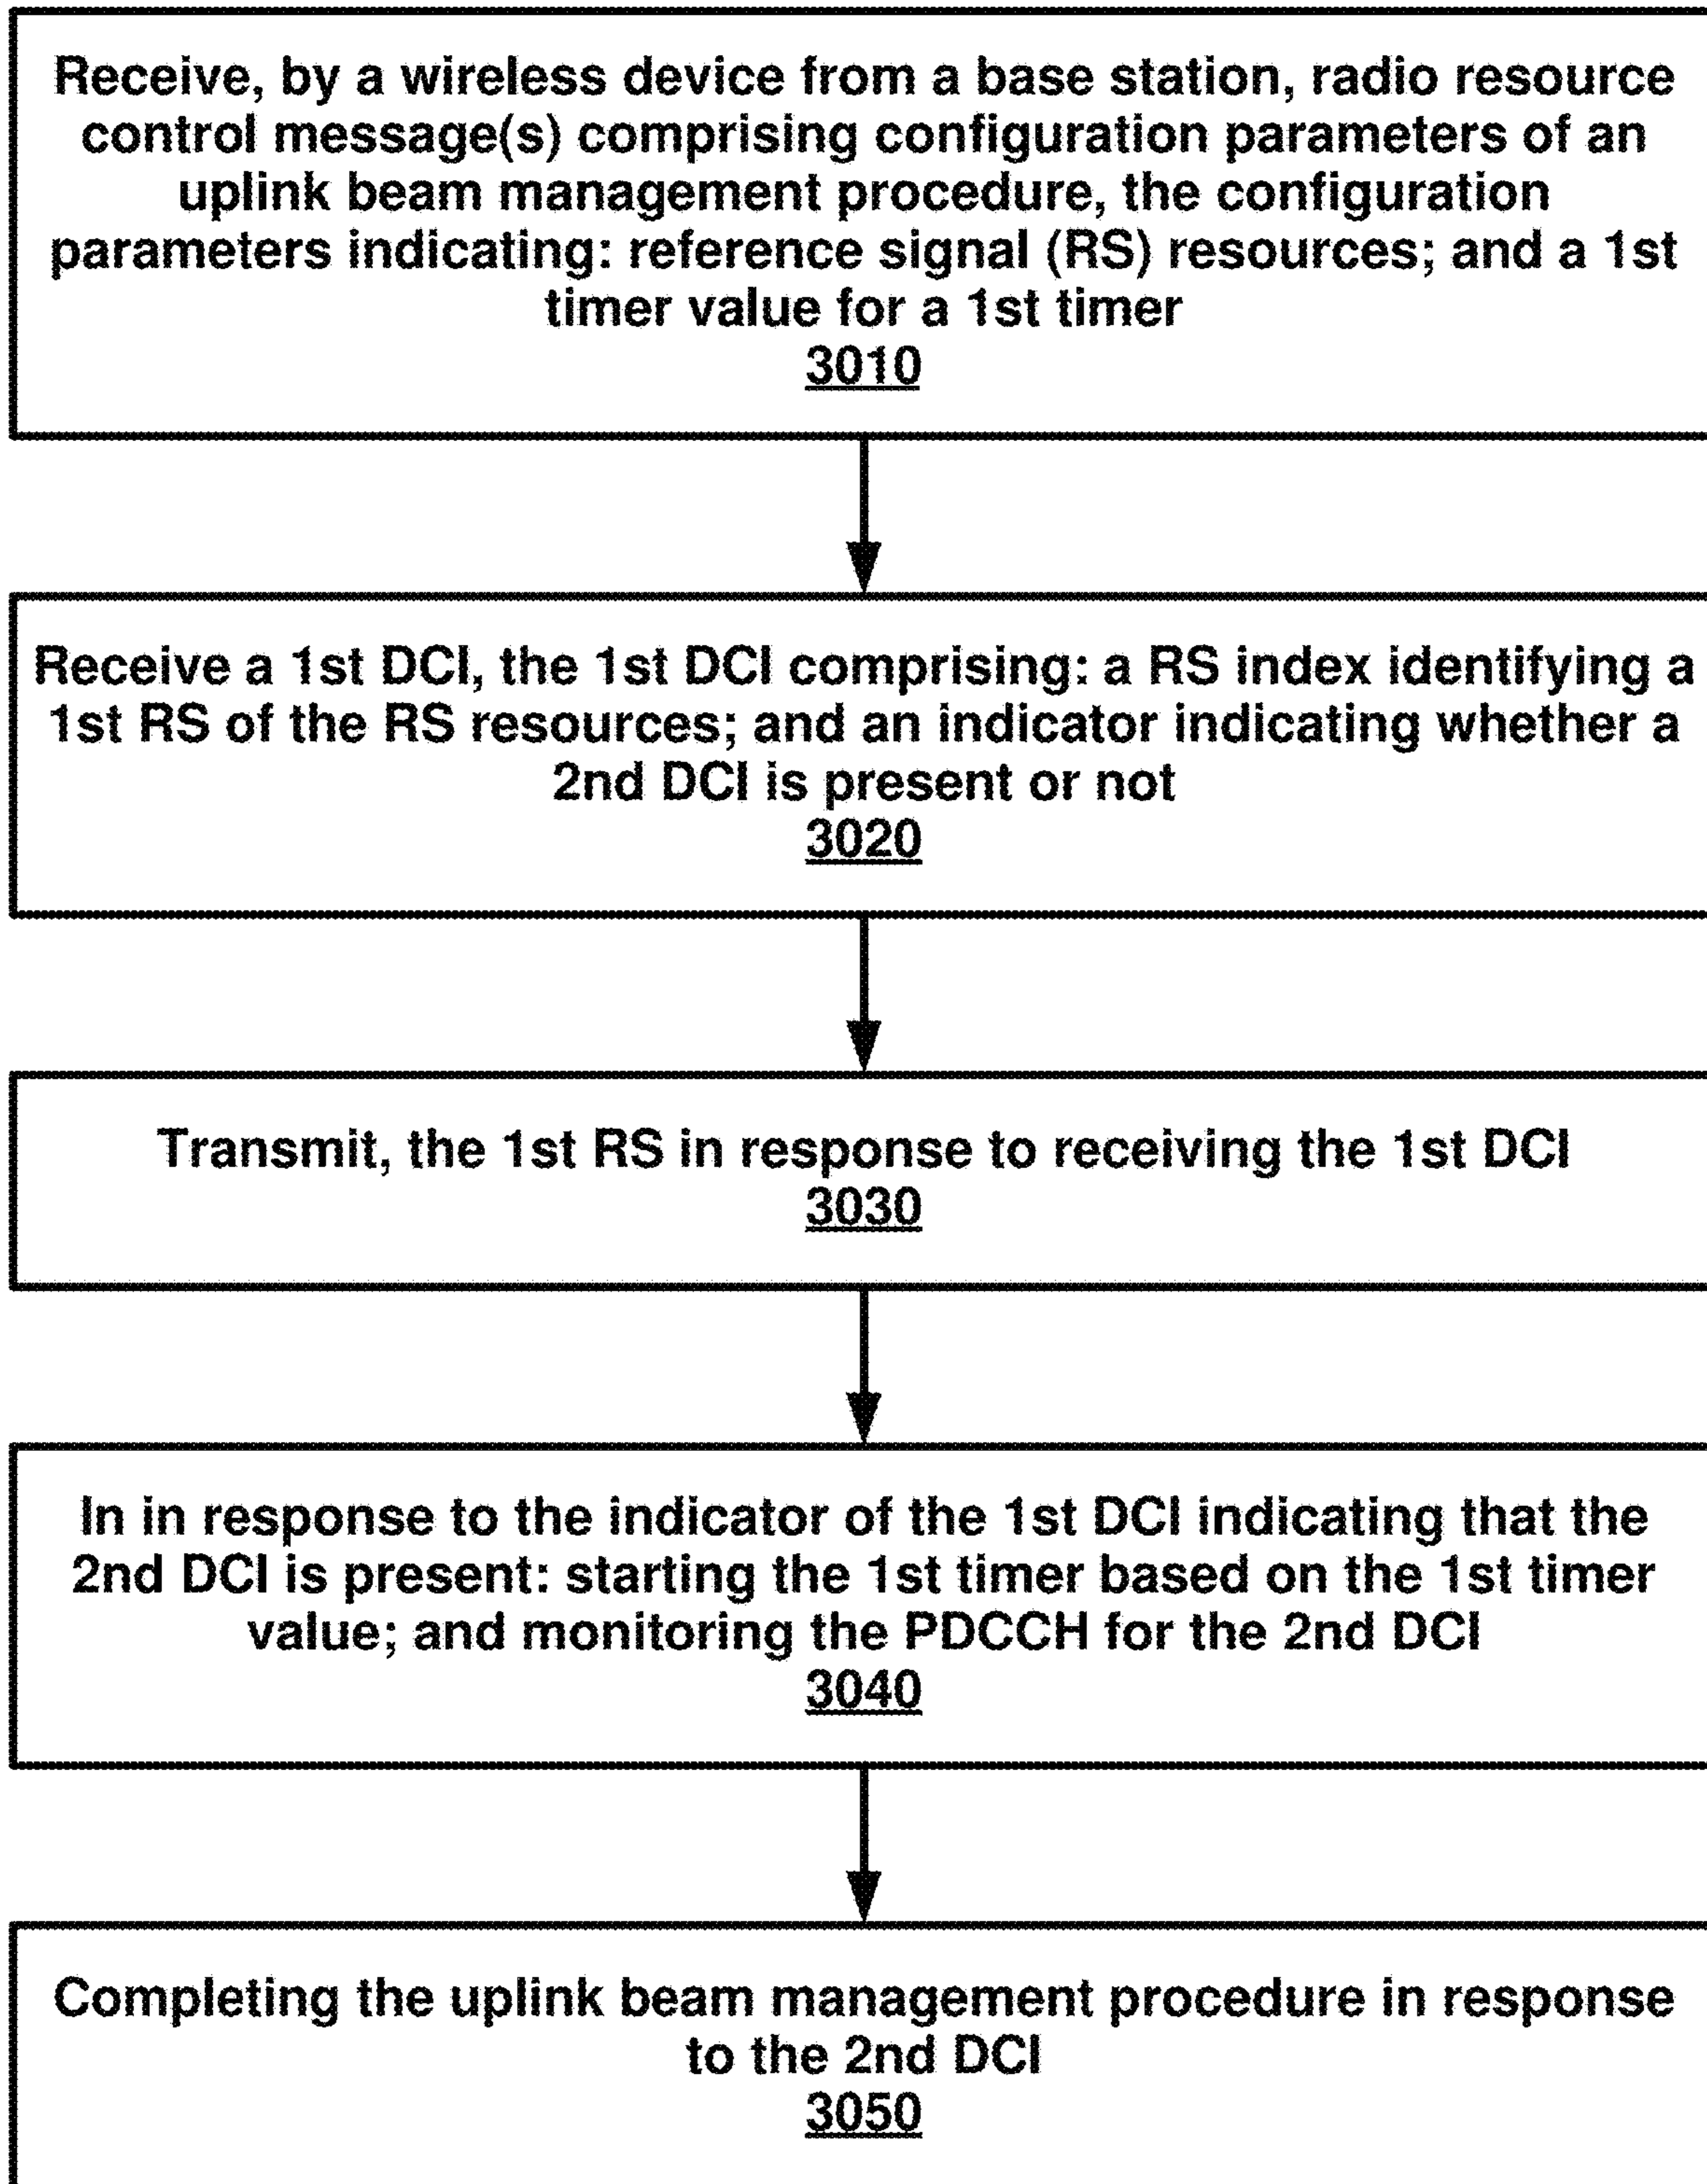 Receive, by a wireless device from a base station, radio resource
control message(s) comprising configuration parameters of an
uplink beam management procedure, the configuration
parameters indicating: reference signal (RS) resources; and a 1st
timer value for a 1st timer
3010
Receive a 1st DCI, the 1st DCI comprising: a RS index identifying a
1st RS of the RS resources; and an indicator indicating whether a
2nd DCI is present or not
3020
Transmit, the 1st RS in response to receiving the 1st DCI
3030
In in response to the indicator of the 1st DCI indicating that the
2nd DCI is present: starting the 1st timer based on the 1st timer
value; and monitoring the PDCCH for the 2nd DCI
3040
Completing the uplink beam management procedure in response
to the 2nd DCI
3050